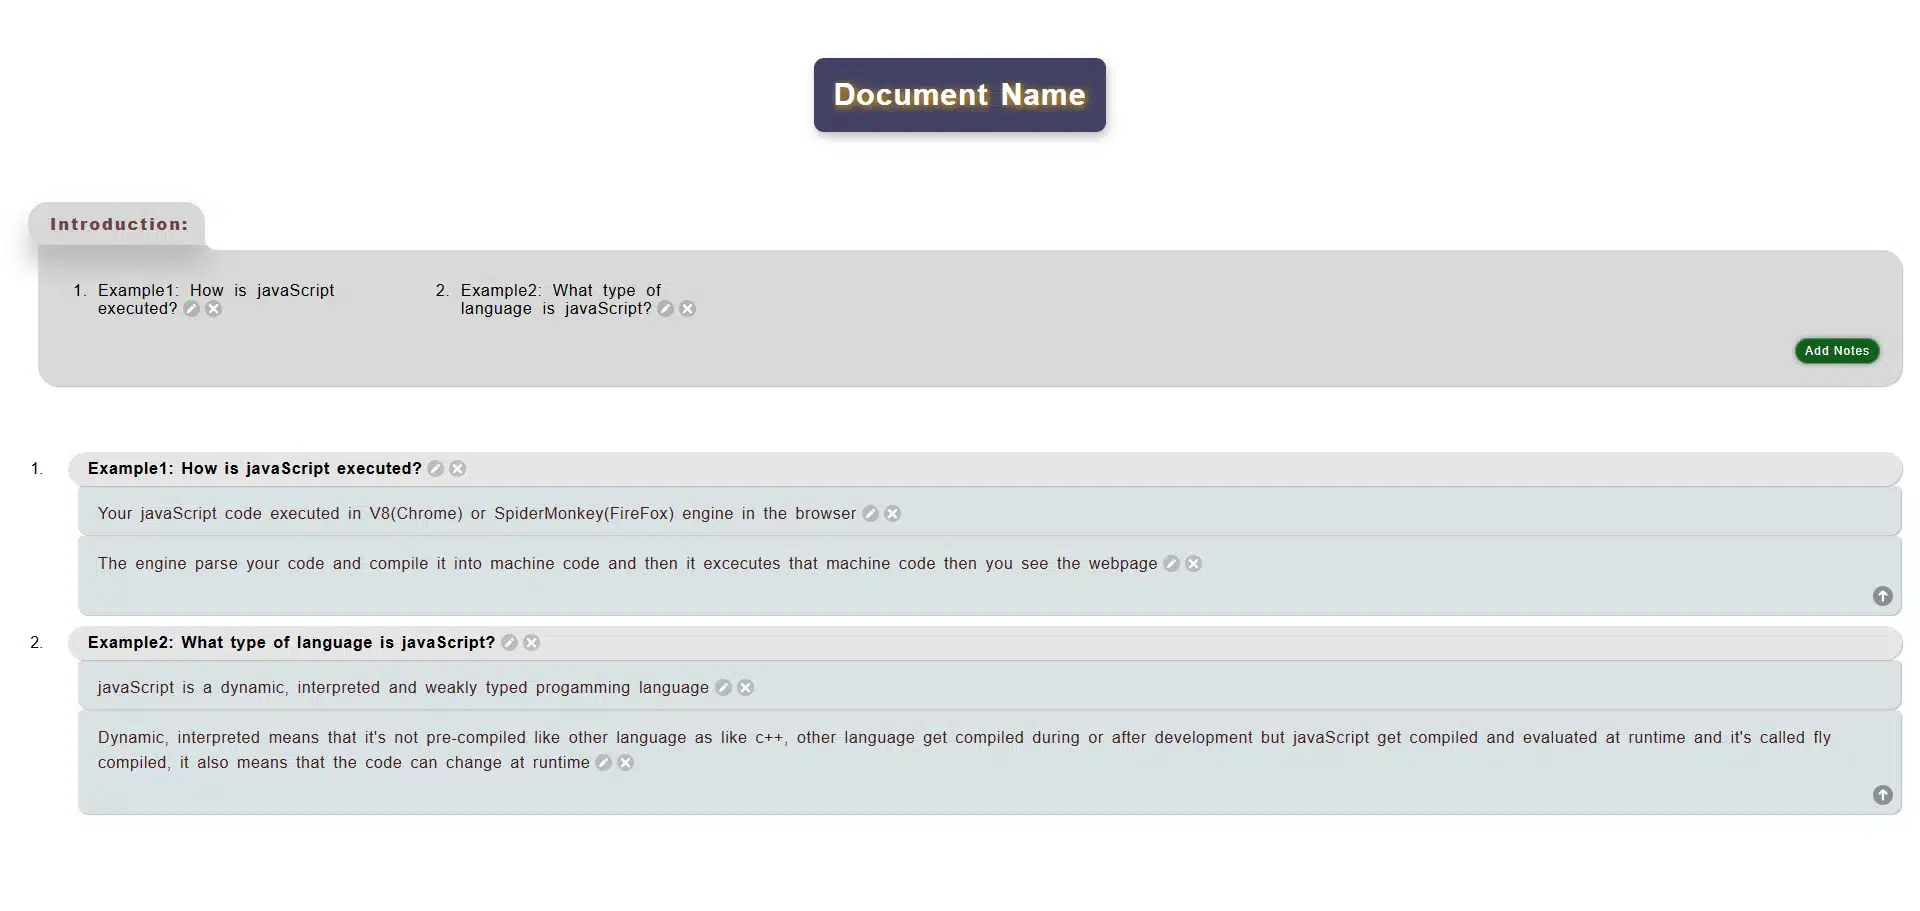 Document Name
Introduction:
1. Example1: How is javaScript
executed?
2. Example2: What type of
language is javaScript?
Add Notes
1. Example1: How is javaScript executed?
Your javaScript code executed in V8(Chrome) or SpiderMonkey(FireFox) engine in the browser
The engine parse your code and compile it into machine code and then it excecutes that machine code then you see the webpage
2. Example2: What type of language is javaScript?
javaScript is a dynamic, interpreted and weakly typed progamming language
Dynamic, interpreted means that it's not pre-compiled like other language as like c++, other language get compiled during or after development but javaScript get compiled and evaluated at runtime and it's called fly
compiled, it also means that the code can change at runtime